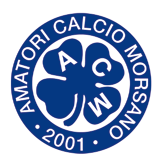 AMATORI CALCIO MORSANO
A C M
· 2001 ·